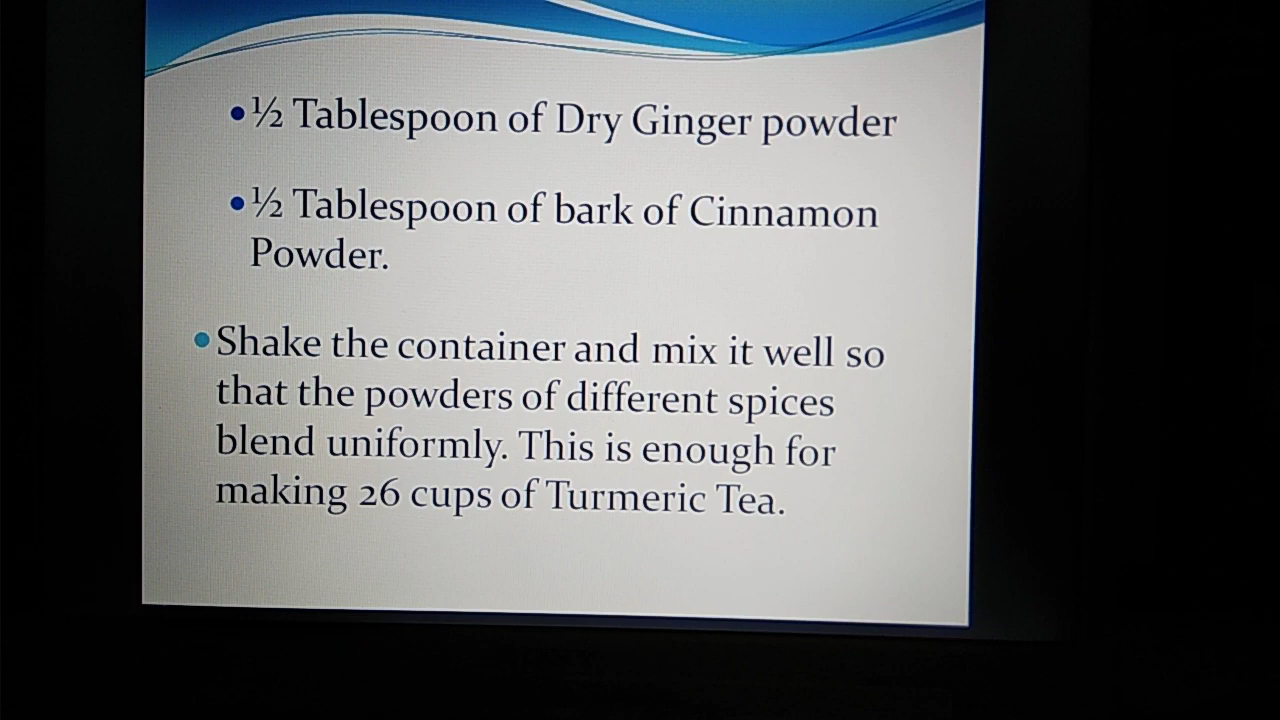 •½ Tablespoon of Dry Ginger powder
•½ Tablespoon of bark of Cinnamon
Powder.
•Shake the container and mix it well so
that the powders of different spices
blend uniformly. This is enough for
making 26 cups of Turmeric Tea.